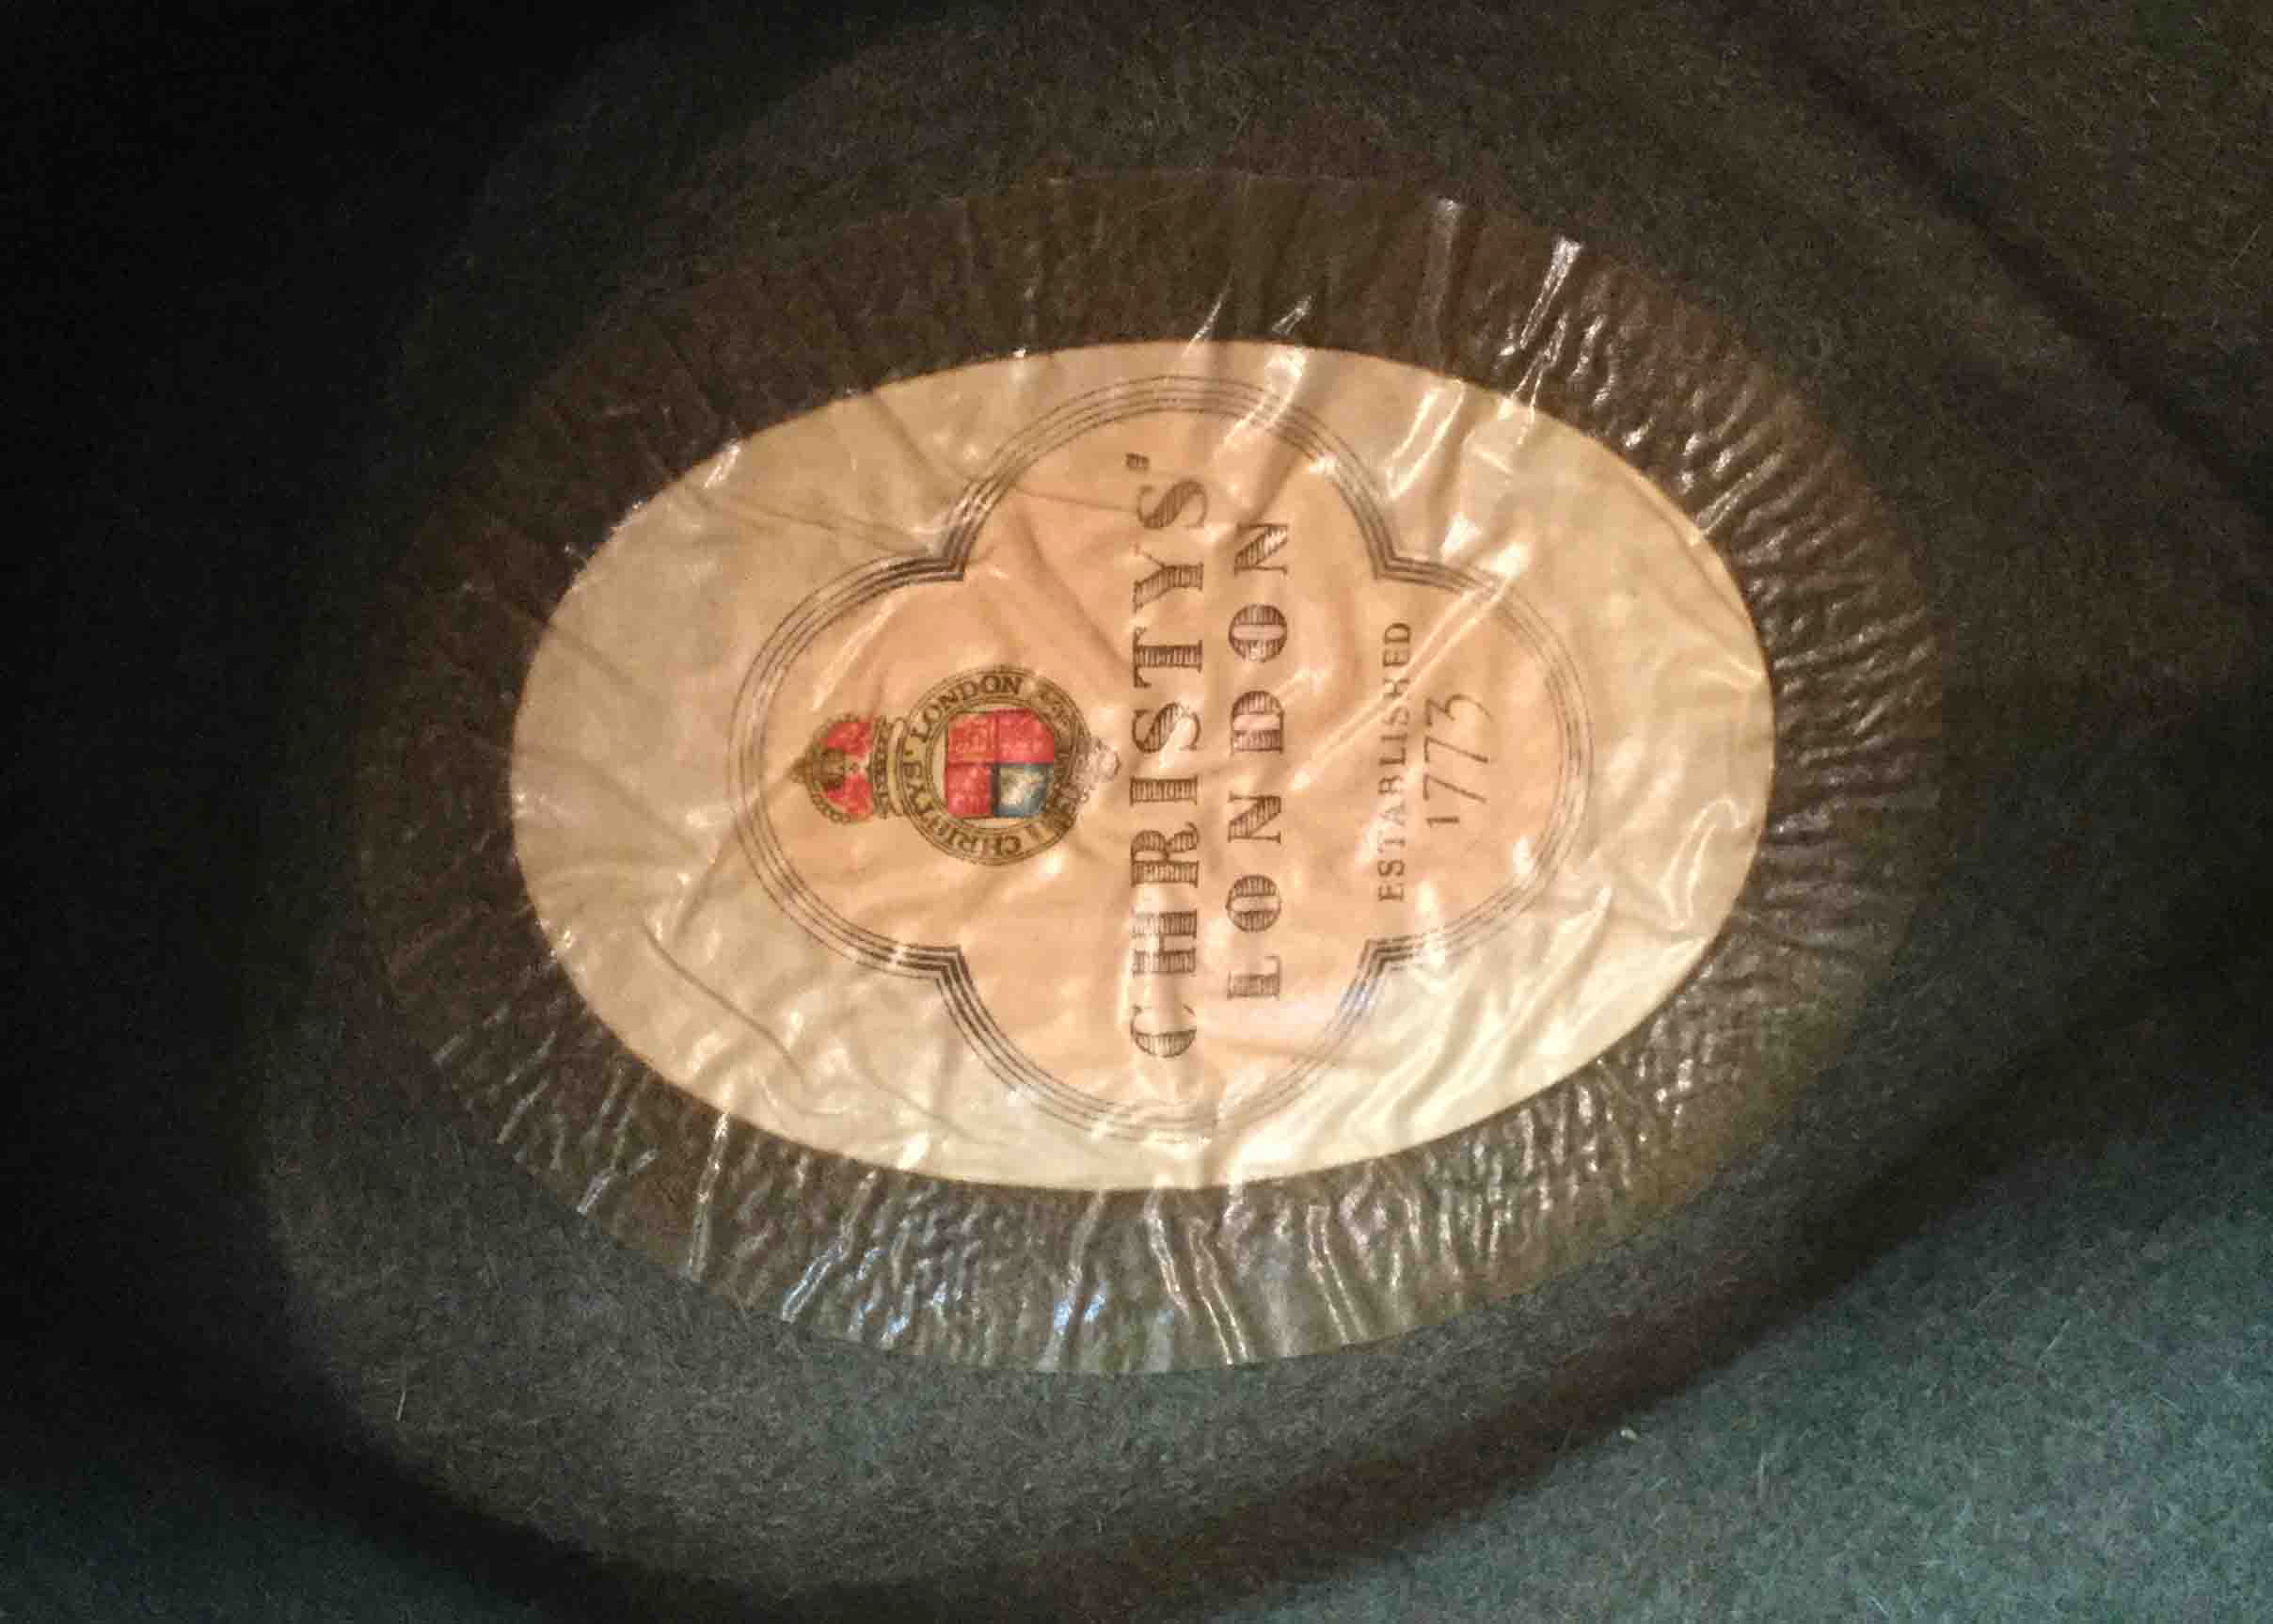 CHRISTYS' LONDON
CHRISTYS'
LONDON
ESTABLISHED
1773